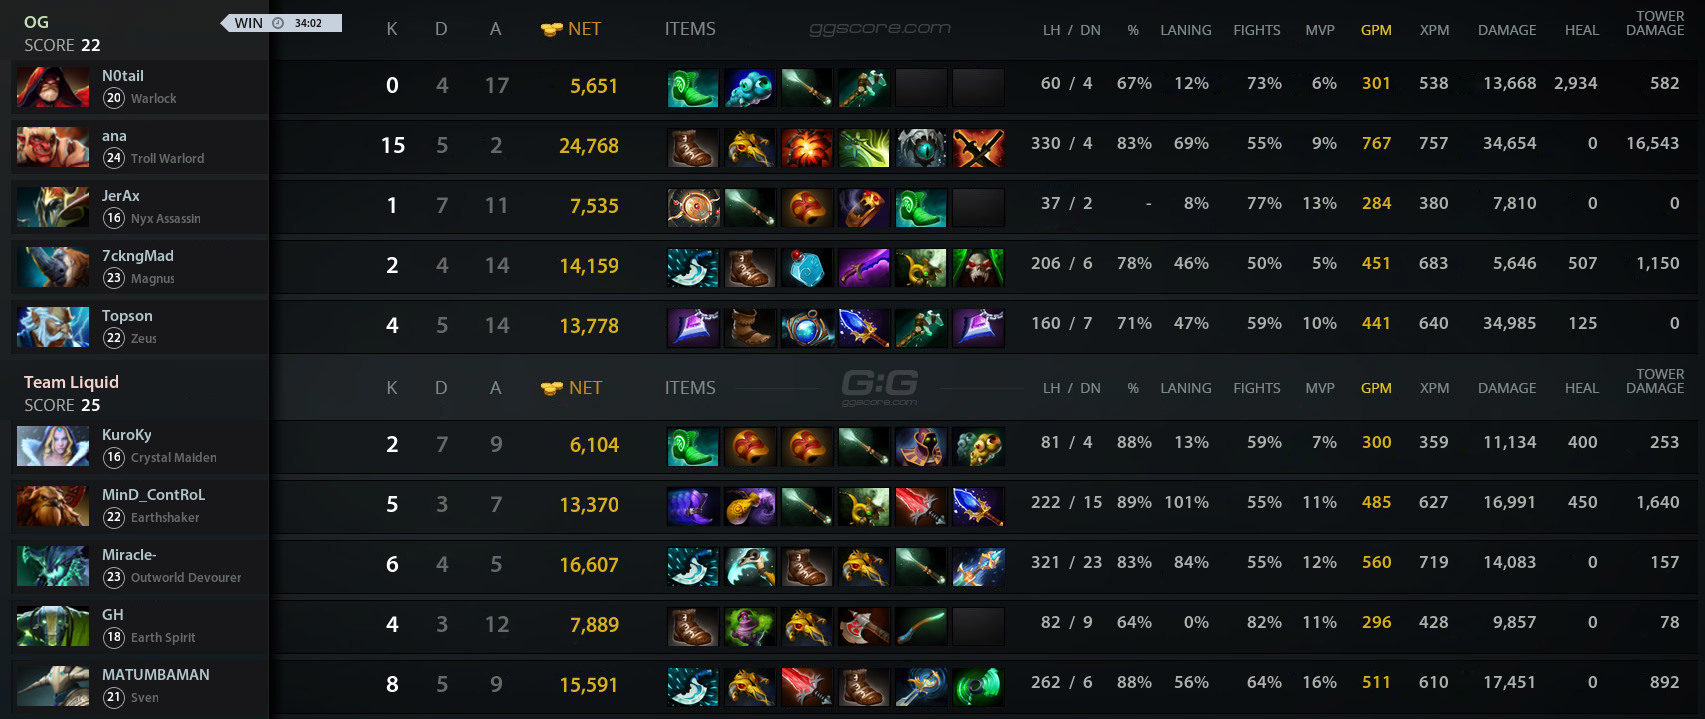 OG WIN 34:02
SCORE 22
K D A NET ITEMS ggscore.com LH / DN % LANING FIGHTS MVP GPM XPM DAMAGE HEAL TOWER DAMAGE
N0tail
20 Warlock
0 4 17 5,651 60 / 4 67% 12% 73% 6% 301 538 13,668 2,934 582
ana
24 Troll Warlord
15 5 2 24,768 330 / 4 83% 69% 55% 9% 767 757 34,654 0 16,543
JerAx
16 Nyx Assassin
1 7 11 7,535 37 / 2 - 8% 77% 13% 284 380 7,810 0 0
7ckngMad
23 Magnus
2 4 14 14,159 206 / 6 78% 46% 50% 5% 451 683 5,646 507 1,150
Topson
22 Zeus
4 5 14 13,778 160 / 7 71% 47% 59% 10% 441 640 34,985 125 0
Team Liquid
SCORE 25
K D A NET ITEMS G:G ggscore.com LH / DN % LANING FIGHTS MVP GPM XPM DAMAGE HEAL TOWER DAMAGE
KuroKy
16 Crystal Maiden
2 7 9 6,104 81 / 4 88% 13% 59% 7% 300 359 11,134 400 253
MinD_ContRoL
22 Earthshaker
5 3 7 13,370 222 / 15 89% 101% 55% 11% 485 627 16,991 450 1,640
Miracle-
23 Outworld Devourer
6 4 5 16,607 321 / 23 83% 84% 55% 12% 560 719 14,083 0 157
GH
18 Earth Spirit
4 3 12 7,889 82 / 9 64% 0% 82% 11% 296 428 9,857 0 78
MATUMBAMAN
21 Sven
8 5 9 15,591 262 / 6 88% 56% 64% 16% 511 610 17,451 0 892